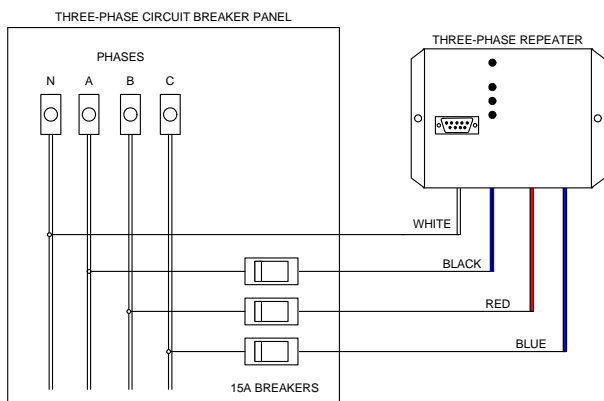 THREE-PHASE CIRCUIT BREAKER PANEL
THREE-PHASE REPEATER
PHASES
N A B C
WHITE
BLACK
RED
BLUE
15A BREAKERS